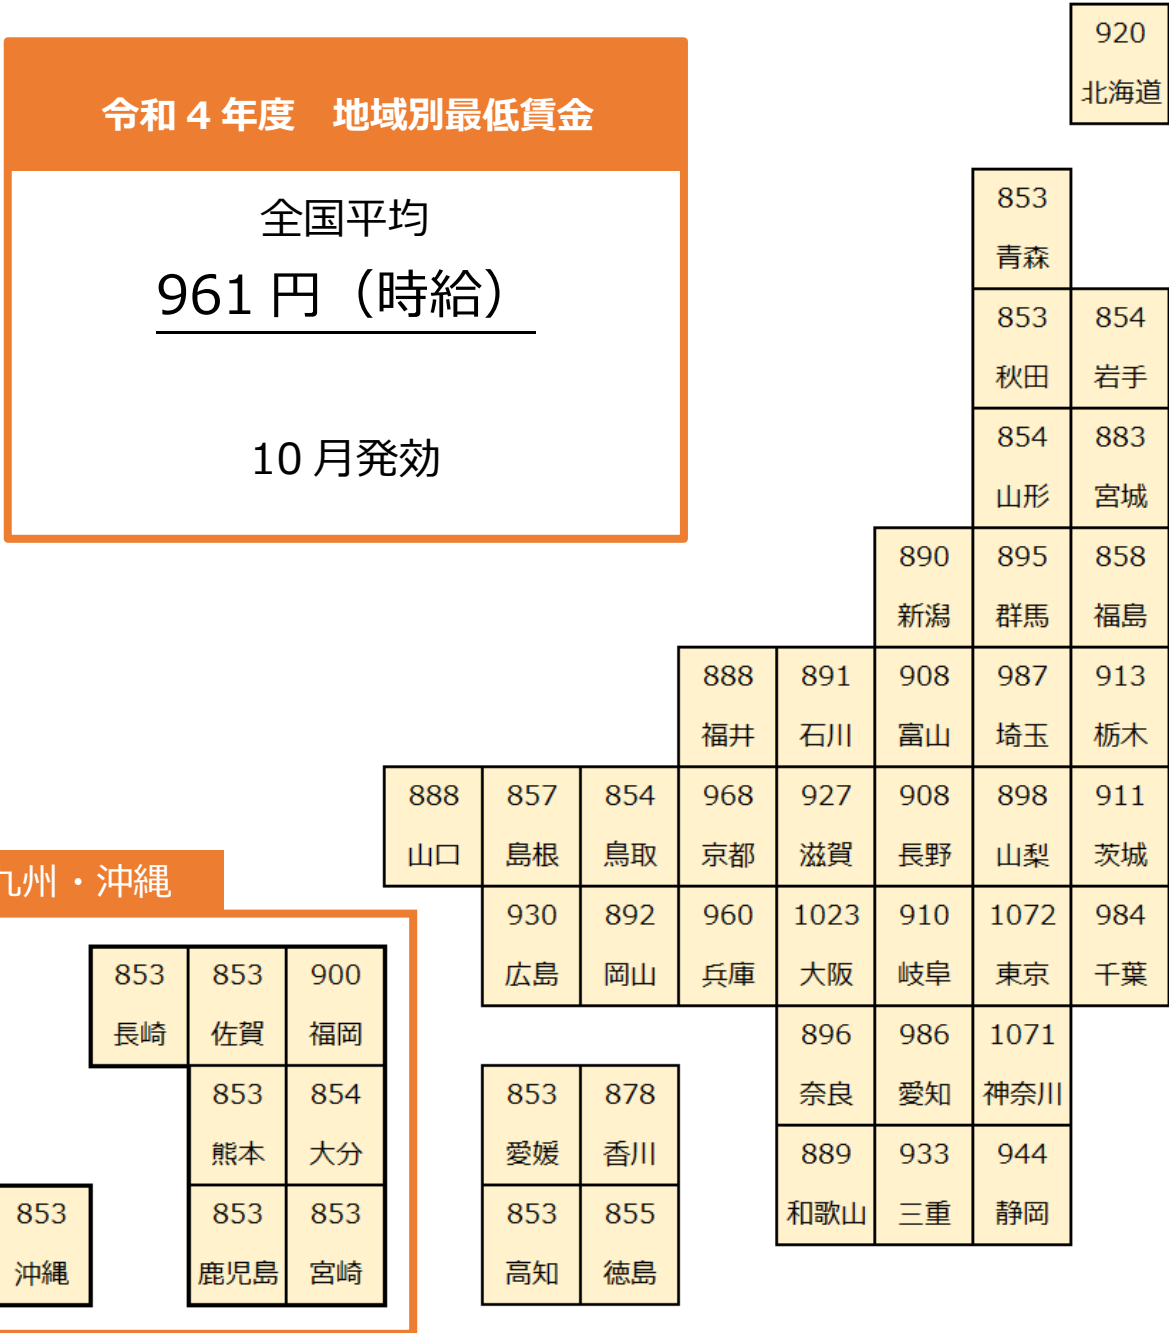 920
北海道
令和 4 年度　地域別最低賃金
全国平均
961 円（時給）
10 月発効
853
青森
853 854
秋田 岩手
854 883
山形 宮城
890 895 858
新潟 群馬 福島
888 891 908 987 913
福井 石川 富山 埼玉 栃木
888 857 854 968 927 908 898 911
山口 島根 鳥取 京都 滋賀 長野 山梨 茨城
930 892 960 1023 910 1072 984
広島 岡山 兵庫 大阪 岐阜 東京 千葉
896 986 1071
奈良 愛知 神奈川
889 933 944
和歌山 三重 静岡
853 878
愛媛 香川
853 855
高知 徳島
九州・沖縄
853 853 900
長崎 佐賀 福岡
853 854
熊本 大分
853 853 853
沖縄 鹿児島 宮崎